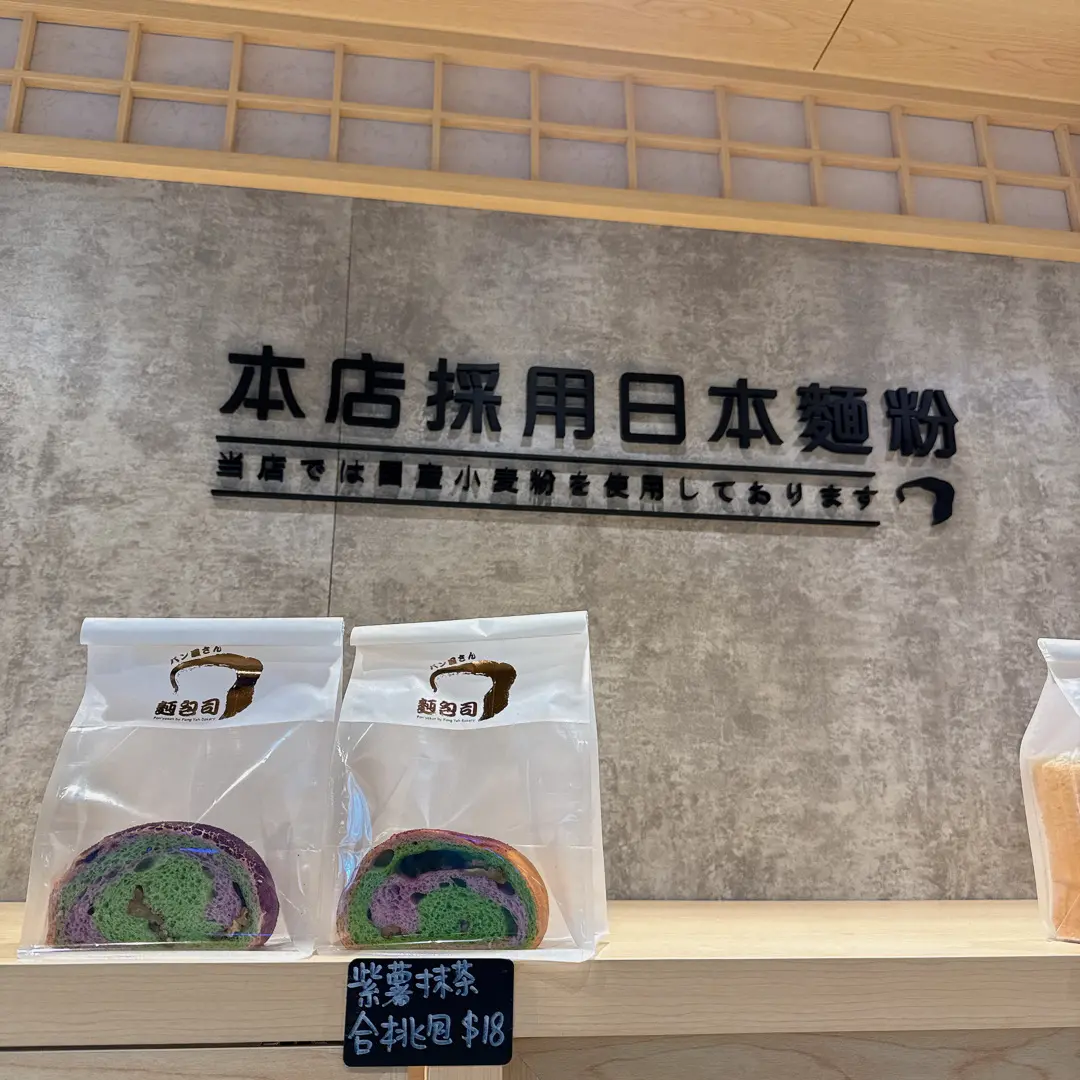 本店採用日本麵粉
当店では国産小麦粉を使用しております
パン屋さん
麵包司
パン屋さん
麵包司
紫薯抹茶
合桃包 $18